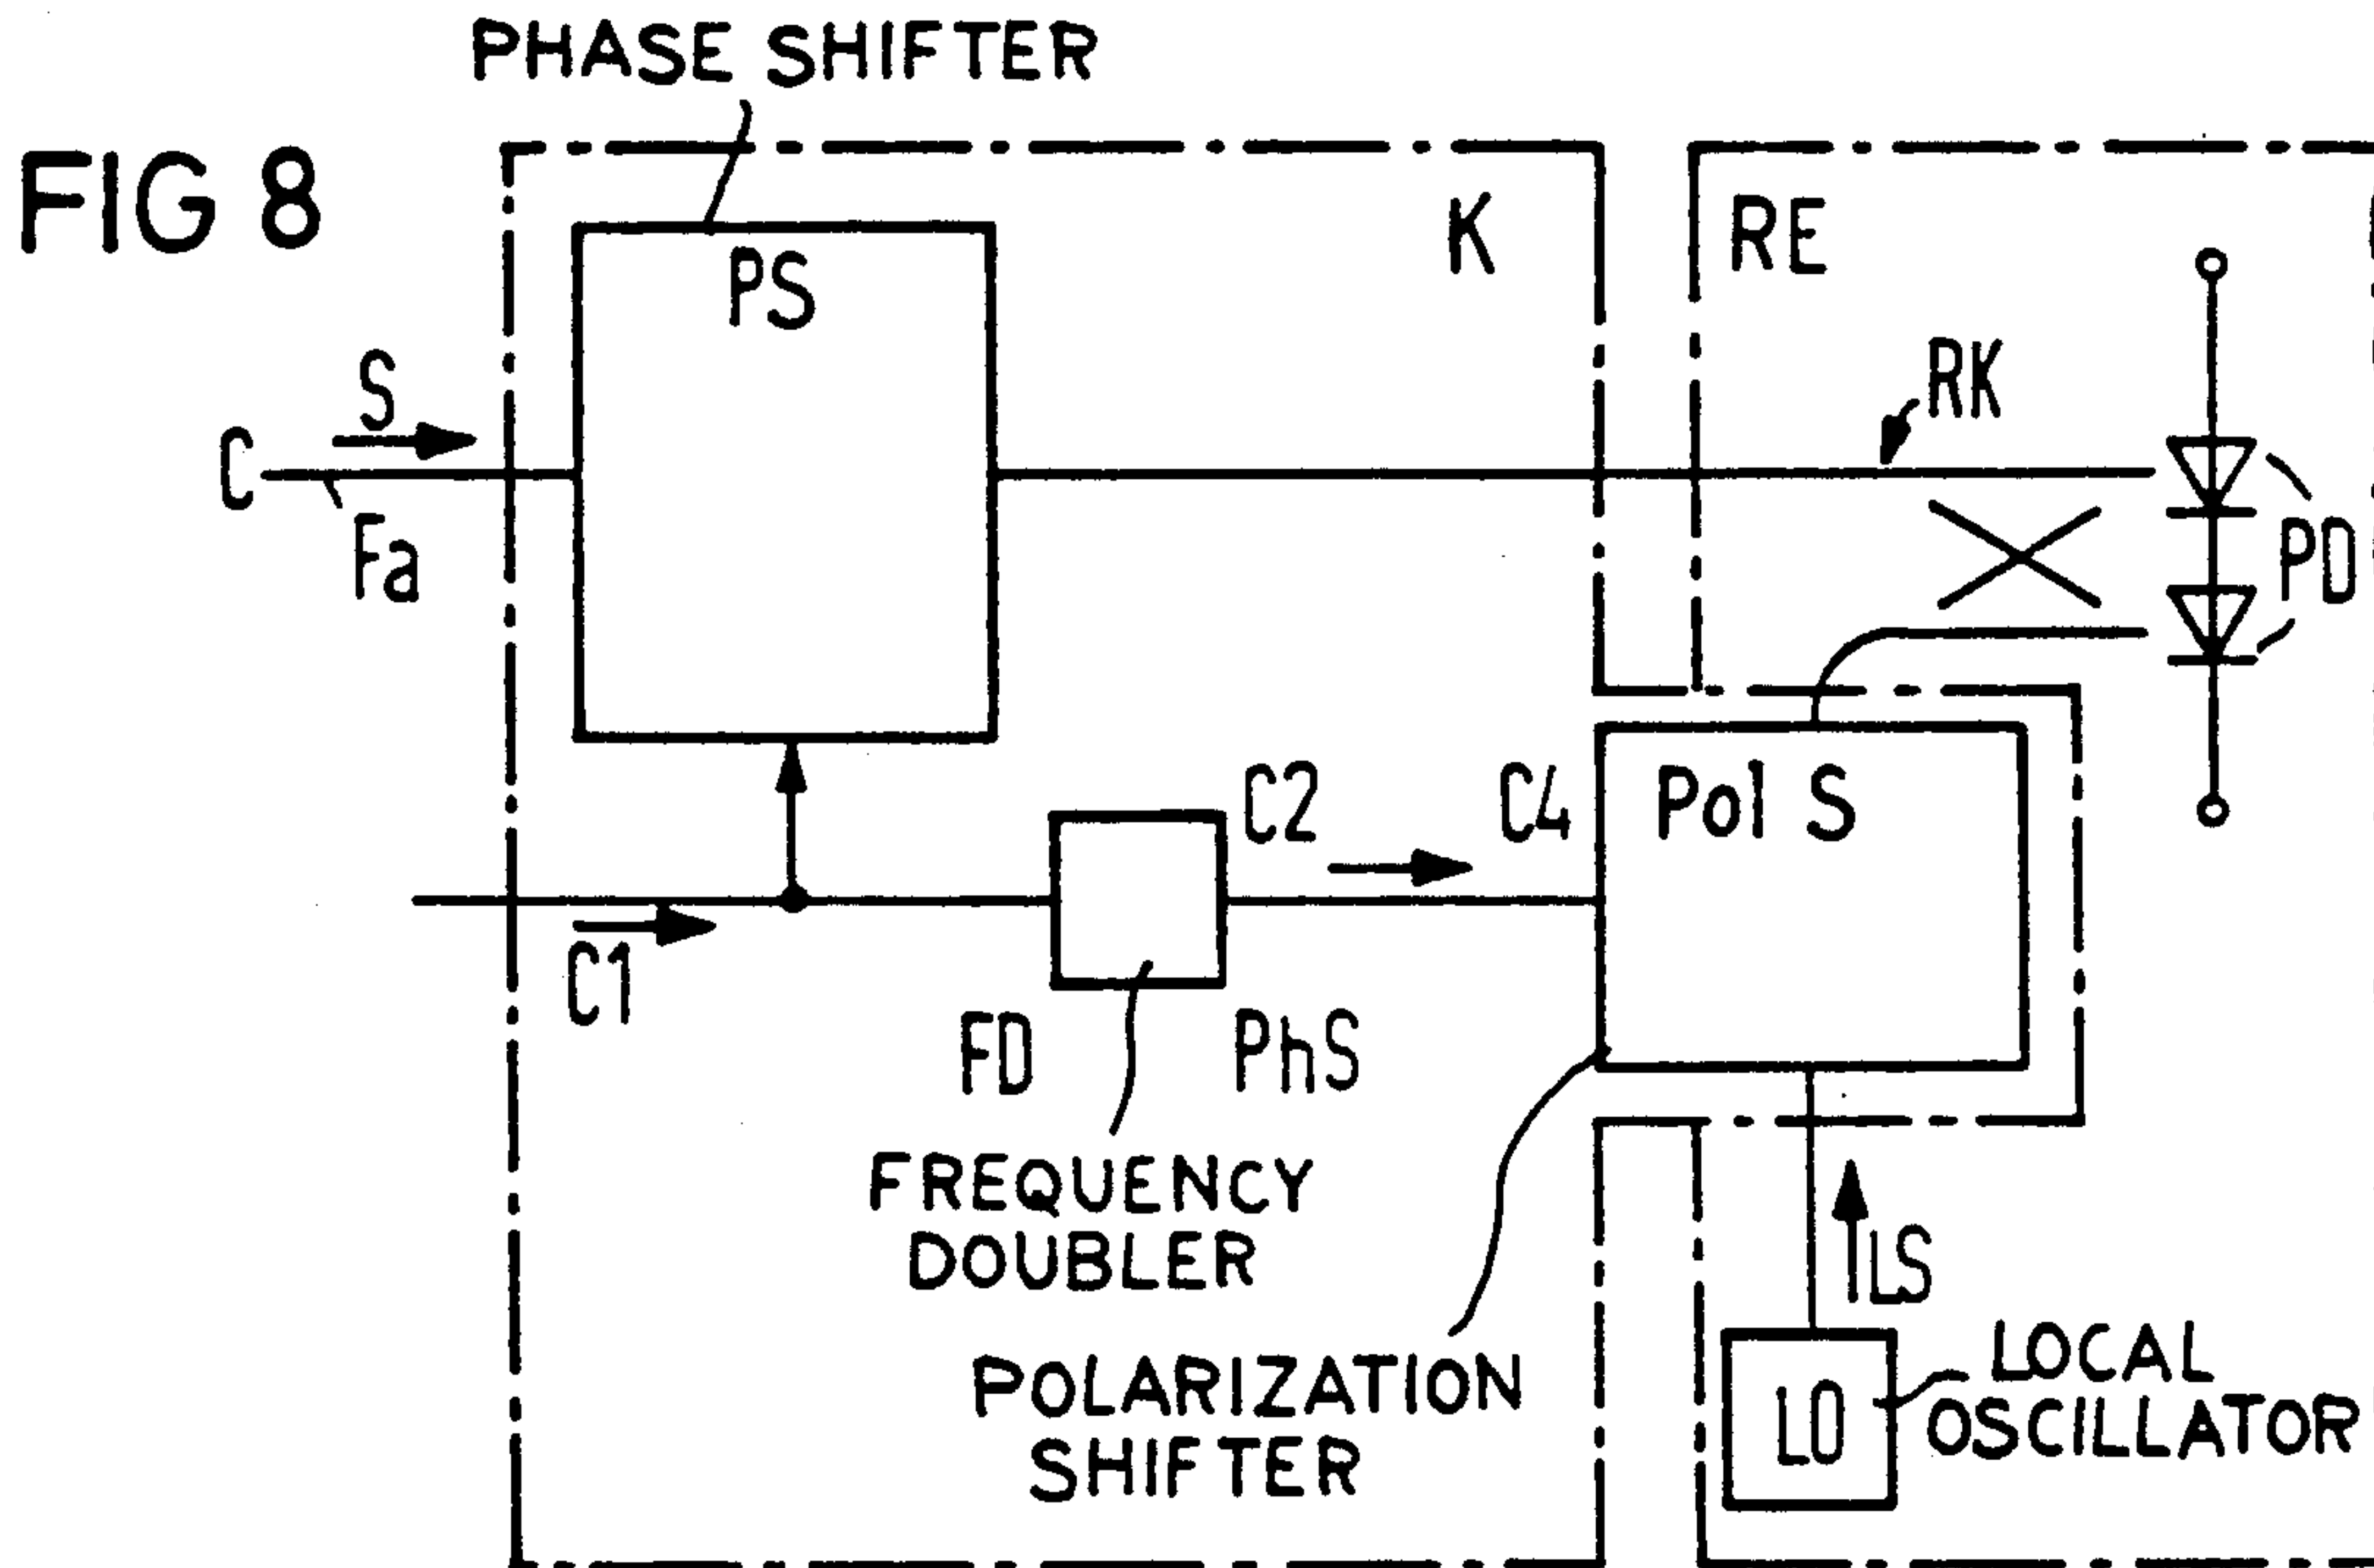 PHASE SHIFTER
FIG 8
K
RE
PS
S
RK
C
Fa
PD
C2
C4
Pol S
C1
FD
PhS
FREQUENCY
DOUBLER
LS
POLARIZATION
SHIFTER
LO
LOCAL
OSCILLATOR